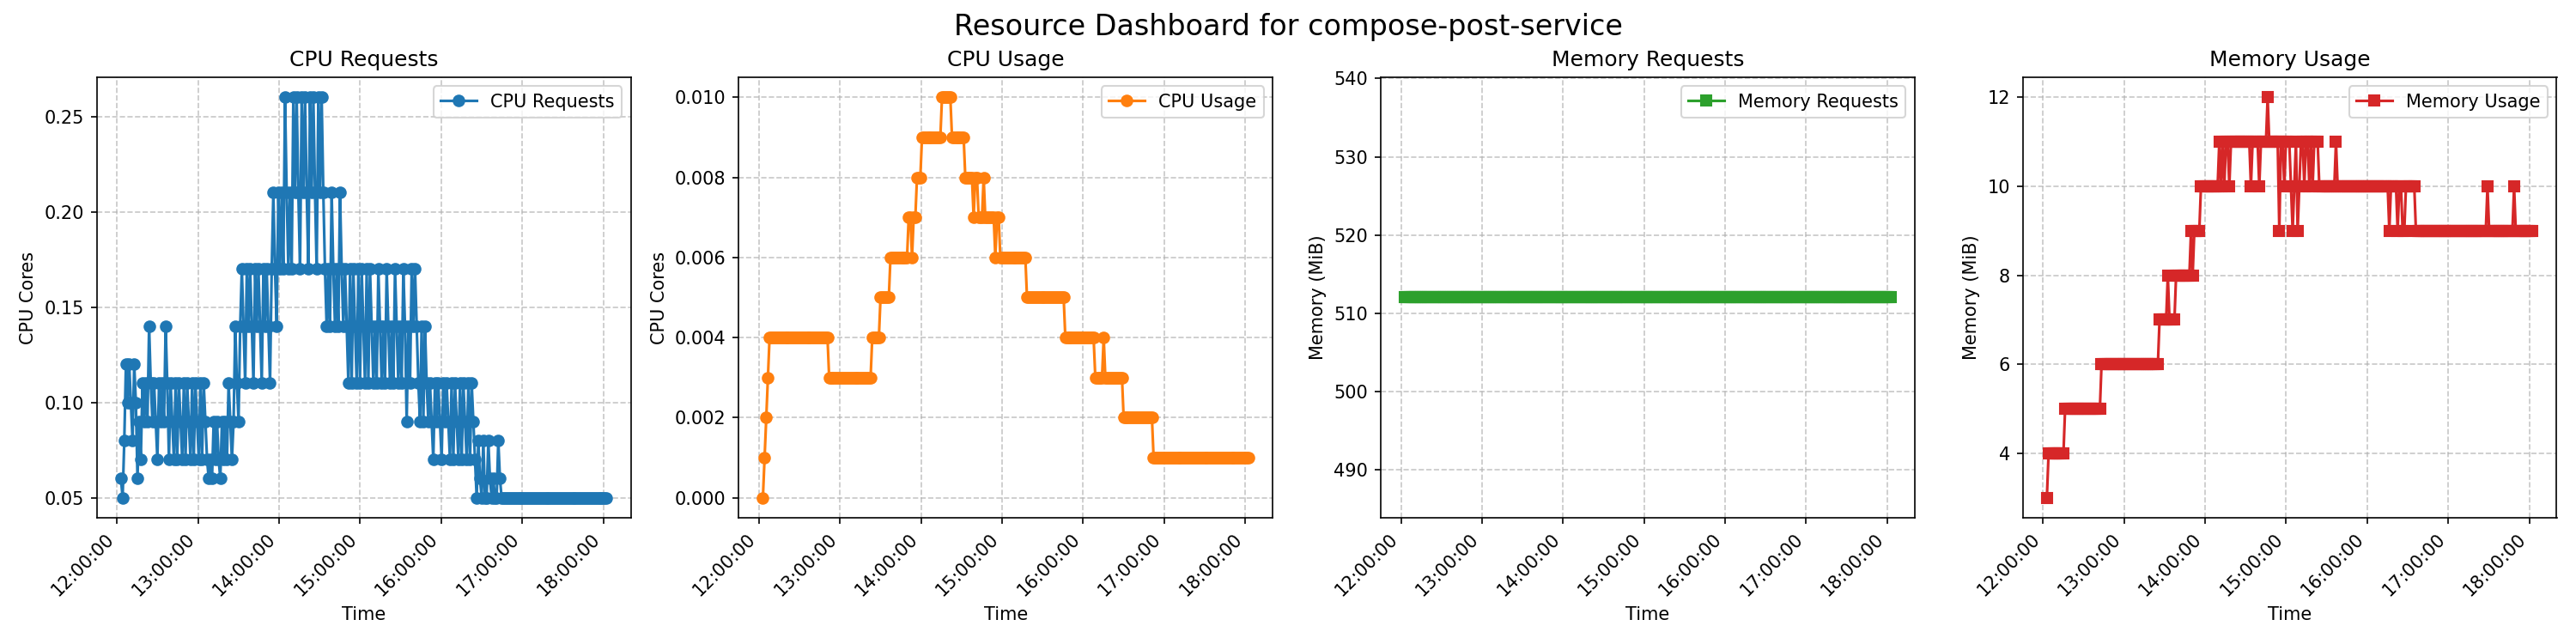 Resource Dashboard for compose-post-service
CPU Requests
CPU Cores
0.25
0.20
0.15
0.10
0.05
CPU Requests
12:00:00
13:00:00
14:00:00
15:00:00
16:00:00
17:00:00
18:00:00
Time
CPU Usage
CPU Cores
0.010
0.008
0.006
0.004
0.002
0.000
CPU Usage
12:00:00
13:00:00
14:00:00
15:00:00
16:00:00
17:00:00
18:00:00
Time
Memory Requests
Memory (MiB)
540
530
520
510
500
490
Memory Requests
12:00:00
13:00:00
14:00:00
15:00:00
16:00:00
17:00:00
18:00:00
Time
Memory Usage
Memory (MiB)
12
10
8
6
4
Memory Usage
12:00:00
13:00:00
14:00:00
15:00:00
16:00:00
17:00:00
18:00:00
Time